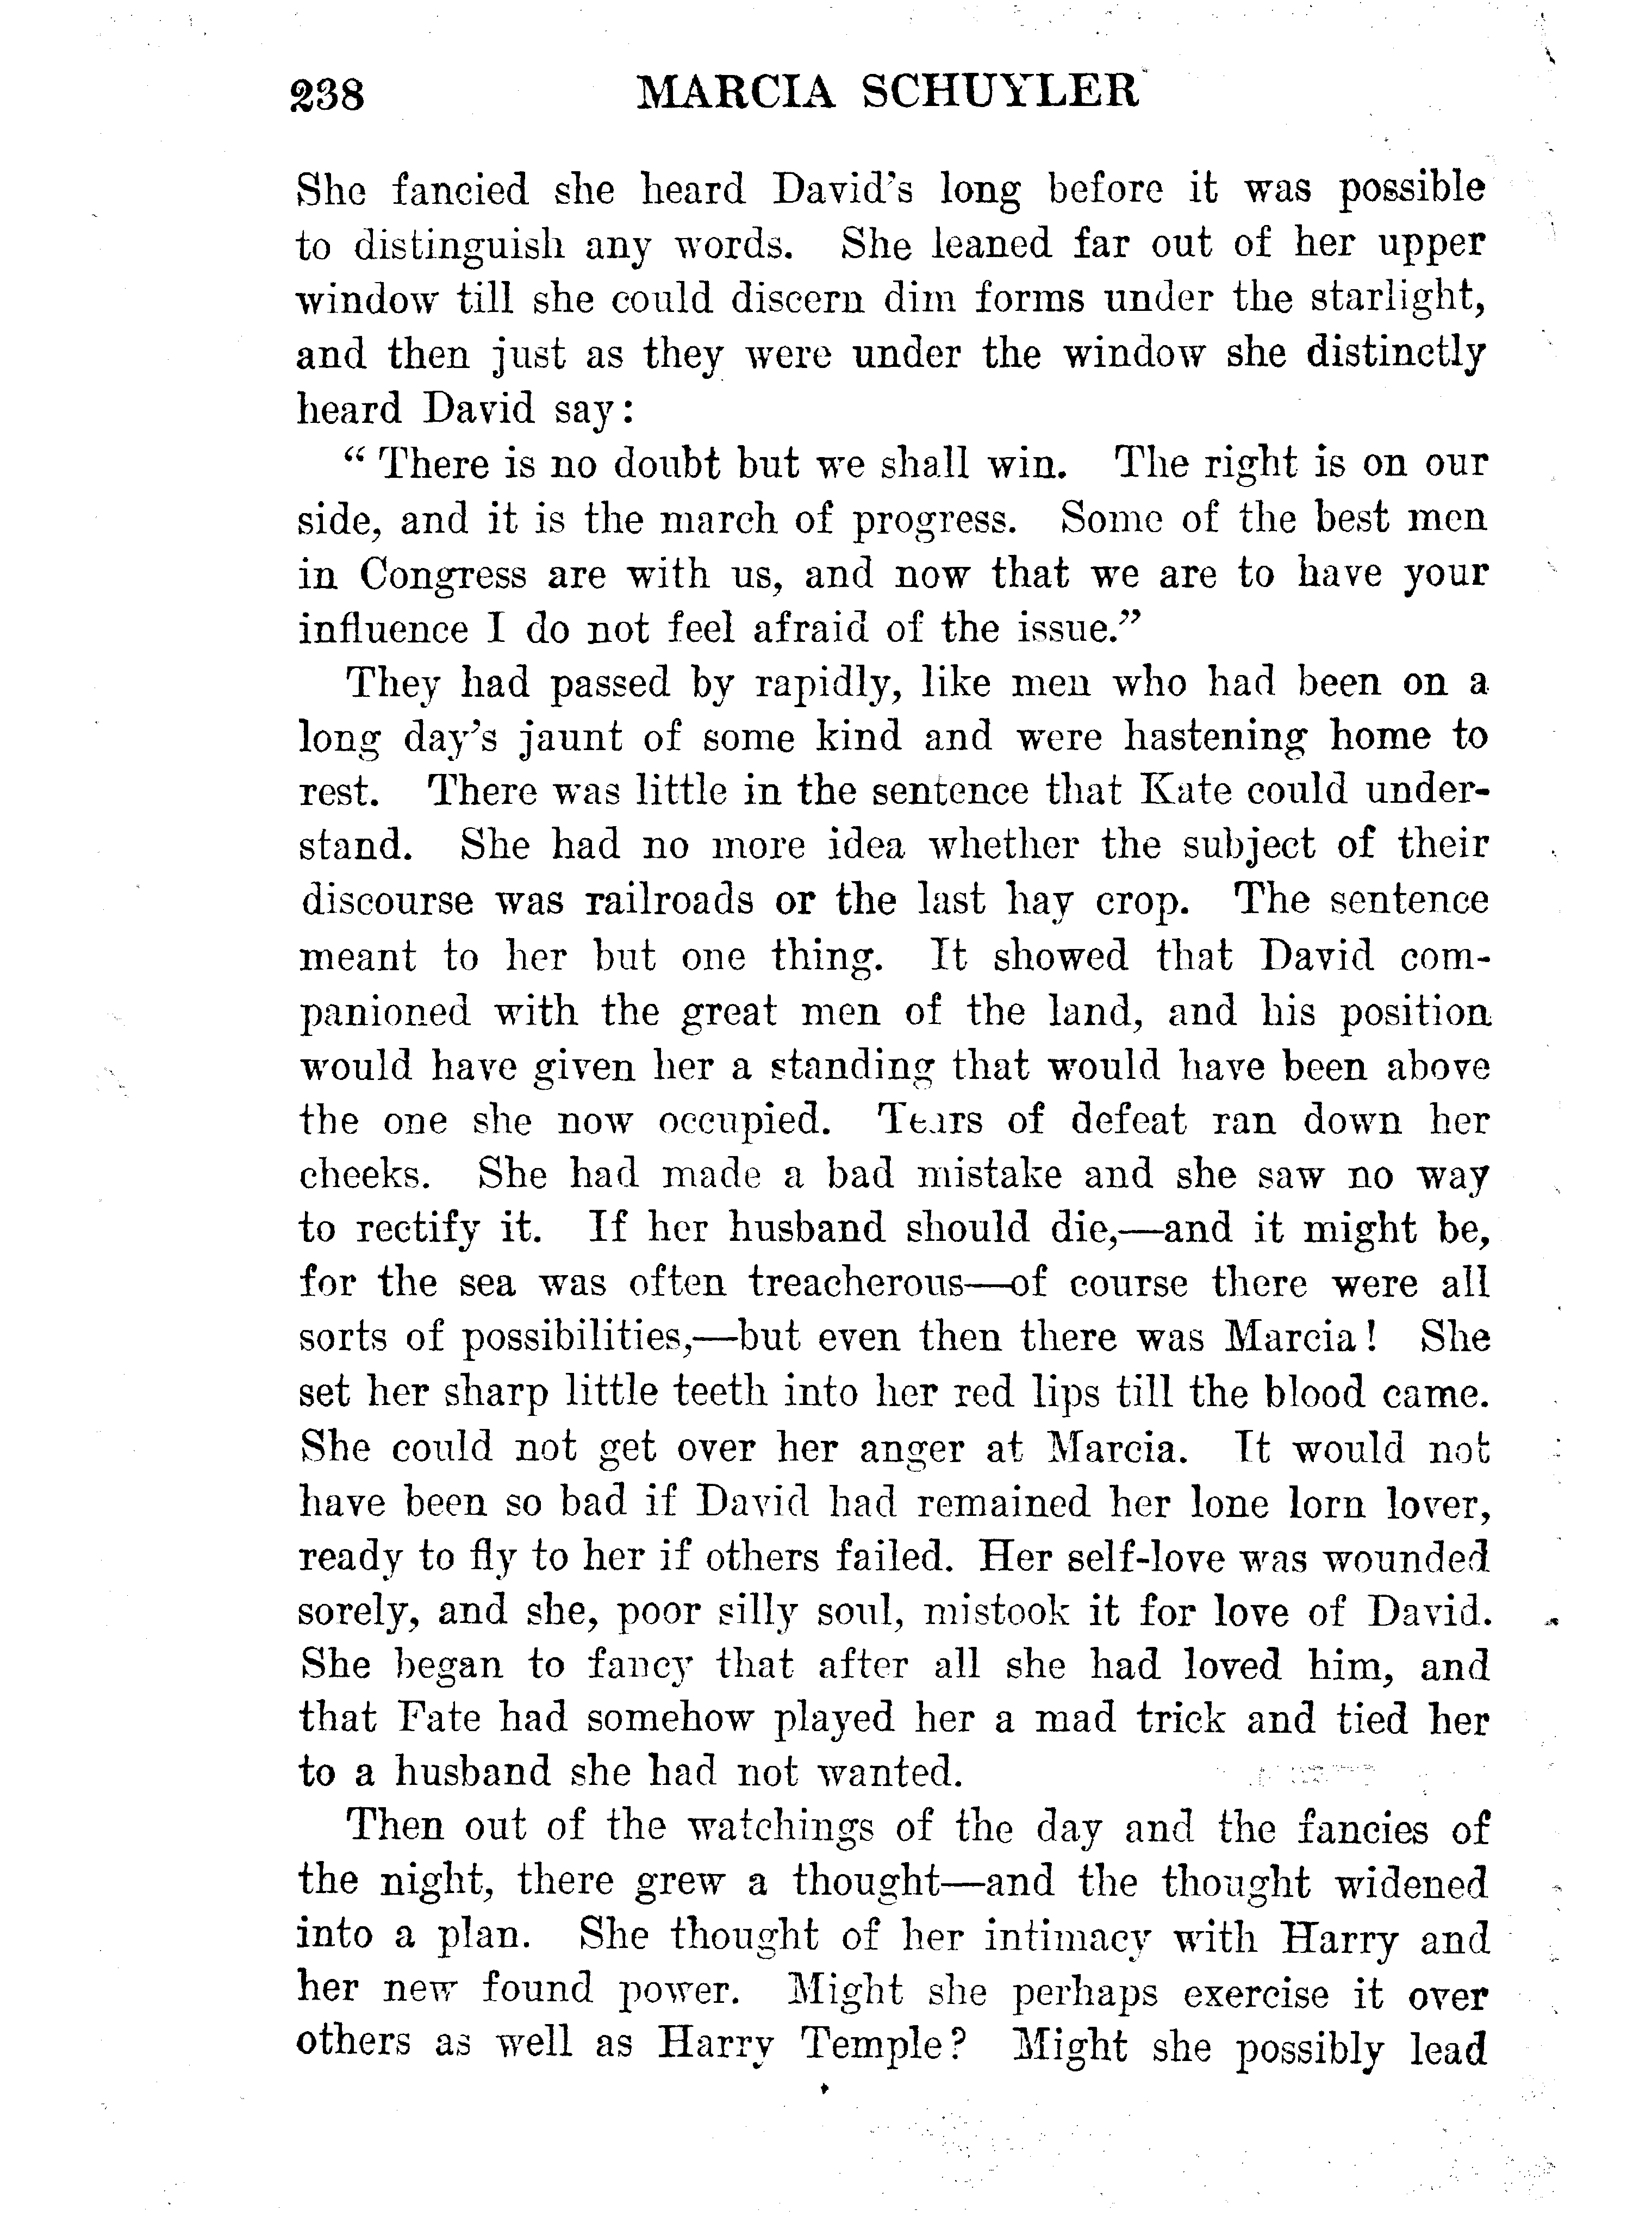 238 MARCIA SCHUYLER
She fancied she heard David's long before it was possible
to distinguish any words. She leaned far out of her upper
window till she could discern dim forms under the starlight,
and then just as they were under the window she distinctly
heard David say:
“ There is no doubt but we shall win. The right is on our
side, and it is the march of progress. Some of the best men
in Congress are with us, and now that we are to have your
influence I do not feel afraid of the issue.”
They had passed by rapidly, like men who had been on a
long day's jaunt of some kind and were hastening home to
rest. There was little in the sentence that Kate could under-
stand. She had no more idea whether the subject of their
discourse was railroads or the last hay crop. The sentence
meant to her but one thing. It showed that David com-
panioned with the great men of the land, and his position
would have given her a standing that would have been above
the one she now occupied. Tears of defeat ran down her
cheeks. She had made a bad mistake and she saw no way
to rectify it. If her husband should die,—and it might be,
for the sea was often treacherous—of course there were all
sorts of possibilities,—but even then there was Marcia! She
set her sharp little teeth into her red lips till the blood came.
She could not get over her anger at Marcia. It would not
have been so bad if David had remained her lone lorn lover,
ready to fly to her if others failed. Her self-love was wounded
sorely, and she, poor silly soul, mistook it for love of David.
She began to fancy that after all she had loved him, and
that Fate had somehow played her a mad trick and tied her
to a husband she had not wanted.
Then out of the watchings of the day and the fancies of
the night, there grew a thought—and the thought widened
into a plan. She thought of her intimacy with Harry and
her new found power. Might she perhaps exercise it over
others as well as Harry Temple? Might she possibly lead